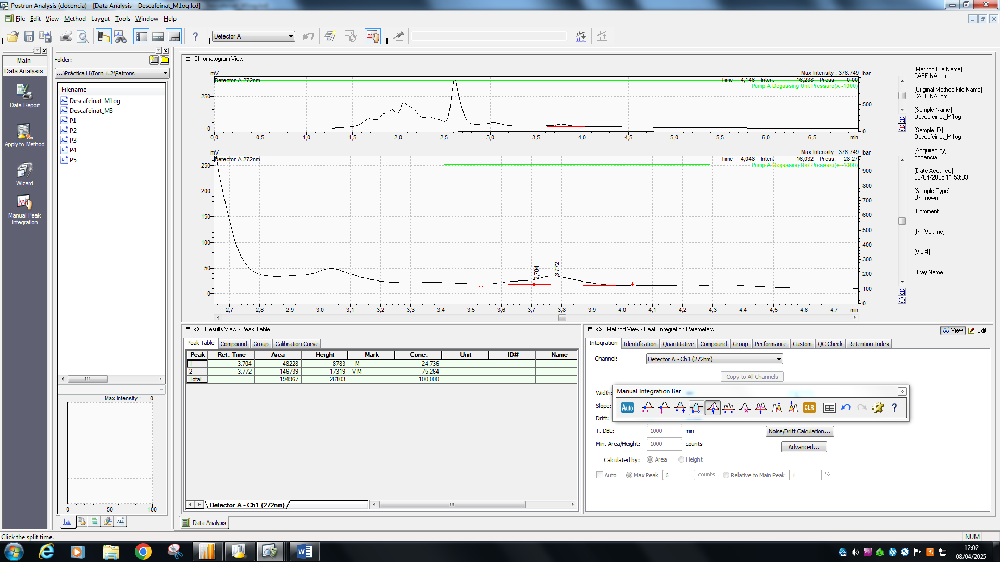 Postrun Analysis (docencia) - [Data Analysis - Descafeinat_M1og.lcd]
File Edit View Method Layout Tools Window Help
Detector A
Main
Data Analysis
Data Report
Apply to Method
Wizard
Manual Peak
Integration
Folder:
...\Pràctica H\Torn 1.2\Patrons
Filename
Descafeinat_M1og
Descafeinat_M3
P1
P2
P3
P4
P5
Max Intensity : 0
0 50 100
ALL
Chromatogram View
mV
Max Intensity : 376.749 bar
Detector A 272nm
Time 4,146 Inten. 16,238 Press. 0,00
Pump A Degassing Unit Pressure(x -1000)
250
0
500
0
0,0 0,5 1,0 1,5 2,0 2,5 3,0 3,5 4,0 4,5 5,0 5,5 6,0 6,5 min
mV
Max Intensity : 376.749 bar
Detector A 272nm
Time 4,048 Inten. 16,032 Press. 28,27
Pump A Degassing Unit Pressure(x -1000)
250
200
150
100
50
0
900
800
700
600
500
400
300
200
100
0
3,704
3,772
2,7 2,8 2,9 3,0 3,1 3,2 3,3 3,4 3,5 3,6 3,7 3,8 3,9 4,0 4,1 4,2 4,3 4,4 4,5 4,6 4,7 min
[Method File Name]
CAFEINA.lcm
[Original Method File Name]
CAFEINA.lcm
[Sample Name]
Descafeinat_M1og
[Sample ID]
Descafeinat_M1og
[Acquired by]
docencia
[Date Acquired]
08/04/2025 11:53:33
[Sample Type]
Unknown
[Comment]
[Inj. Volume]
20
[Vial#]
1
[Tray Name]
1
Results View - Peak Table
Peak Table Compound Group Calibration Curve
Peak Ret. Time Area Height Mark Conc. Unit ID# Name
1 3,704 48228 8783 M 24,736
2 3,772 146739 17319 V M 75,264
Total 194967 26103 100,000
Detector A - Ch1 (272nm)
Method View - Peak Integration Parameters
View Edit
Integration Identification Quantitative Compound Group Performance Custom QC Check Retention Index
Channel: Detector A - Ch1 (272nm)
Copy to All Channels
Width:
Slope:
Drift:
Manual Integration Bar
Auto CLR ?
T. DBL: 1000 min
Noise/Drift Calculation...
Min. Area/Height: 1000 counts
Advanced...
Calculated by: Area Height
Auto Max Peak 6 counts Relative to Main Peak 1 %
Data Analysis
Click the split time.
NUM
12:02
08/04/2025